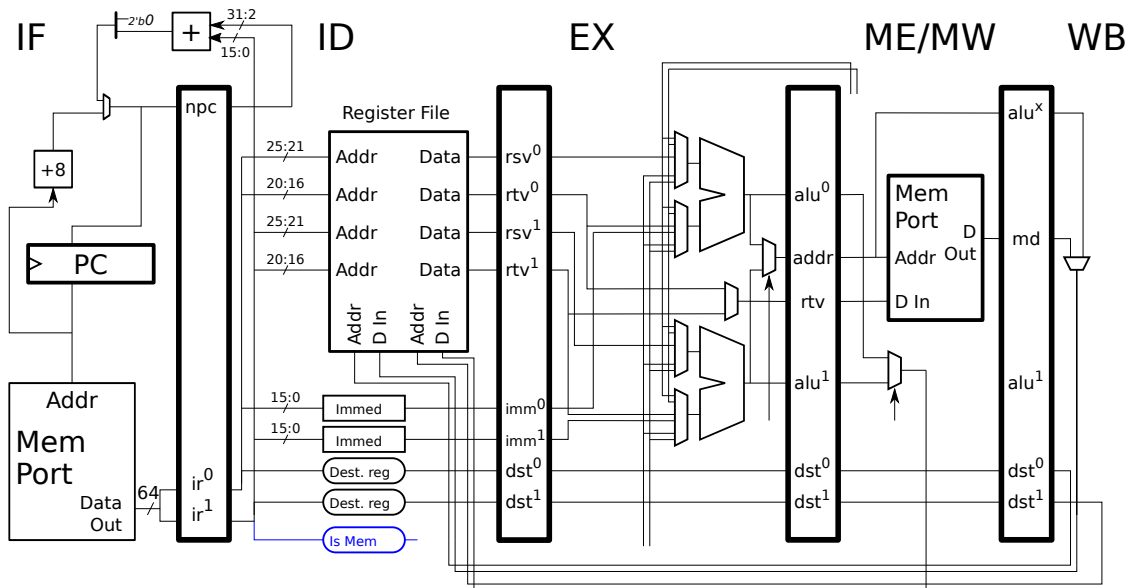 IF
ID
EX
ME/MW
WB
2'b0
+
31:2
15:0
npc
+8
PC
Addr
Mem
Port
Data
Out
64
ir0
ir1
Register File
25:21
Addr
Data
20:16
Addr
Data
25:21
Addr
Data
20:16
Addr
Data
Addr
D In
Addr
D In
15:0
Immed
15:0
Immed
Dest. reg
Dest. reg
Is Mem
rsv0
rtv0
rsv1
rtv1
imm0
imm1
dst0
dst1
alu0
addr
rtv
alu1
dst0
dst1
Mem
Port
D
Out
Addr
D In
alux
md
alu1
dst0
dst1